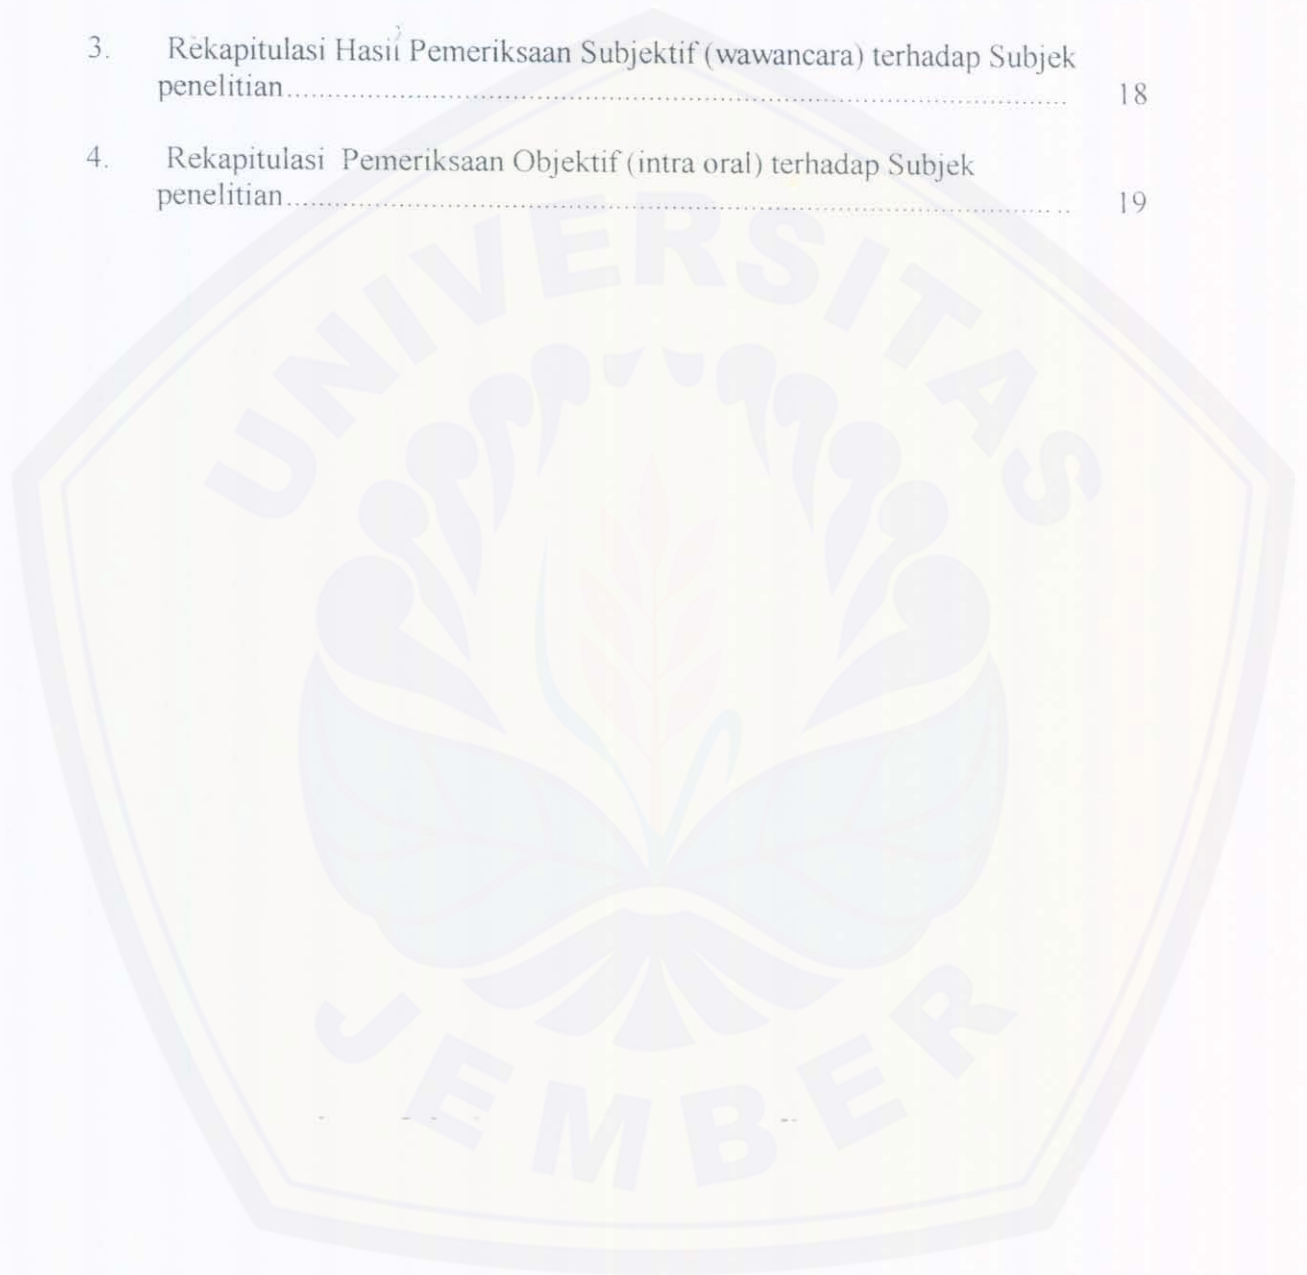 3. Rekapitulasi Hasil Pemeriksaan Subjektif (wawancara) terhadap Subjek
penelitian........................................................................................ 18
4. Rekapitulasi Pemeriksaan Objektif (intra oral) terhadap Subjek
penelitian........................................................................................ 19
UNIVERSITAS
JEMBER